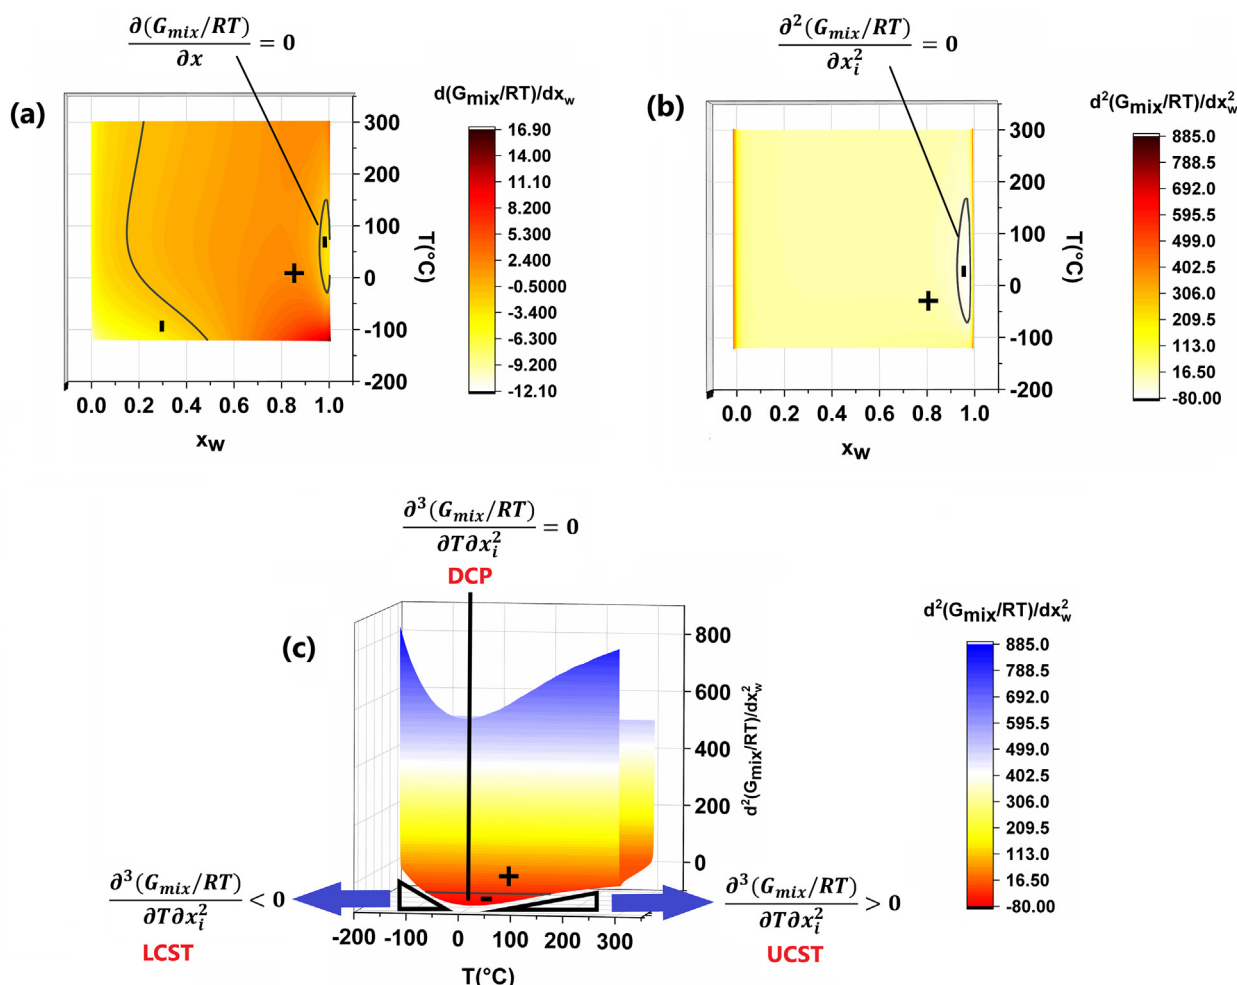 ∂(Gmix/RT)/∂x = 0
∂²(Gmix/RT)/∂xi² = 0
(a)
d(Gmix/RT)/dxw
16.90
14.00
11.10
8.200
5.300
2.400
-0.5000
-3.400
-6.300
-9.200
-12.10
300
200
100
0
-100
-200
T(°C)
+
-
-
0.0 0.2 0.4 0.6 0.8 1.0
xw
(b)
d²(Gmix/RT)/dxw²
885.0
788.5
692.0
595.5
499.0
402.5
306.0
209.5
113.0
16.50
-80.00
300
200
100
0
-100
-200
T(°C)
+
-
0.0 0.2 0.4 0.6 0.8 1.0
xw
∂³(Gmix/RT)/∂T∂xi² = 0
DCP
(c)
d²(Gmix/RT)/dxw²
885.0
788.5
692.0
595.5
499.0
402.5
306.0
209.5
113.0
16.50
-80.00
800
600
400
200
0
d²(Gmix/RT)/dxw²
+
-
∂³(Gmix/RT)/∂T∂xi² < 0
LCST
∂³(Gmix/RT)/∂T∂xi² > 0
UCST
-200 -100 0 100 200 300
T(°C)